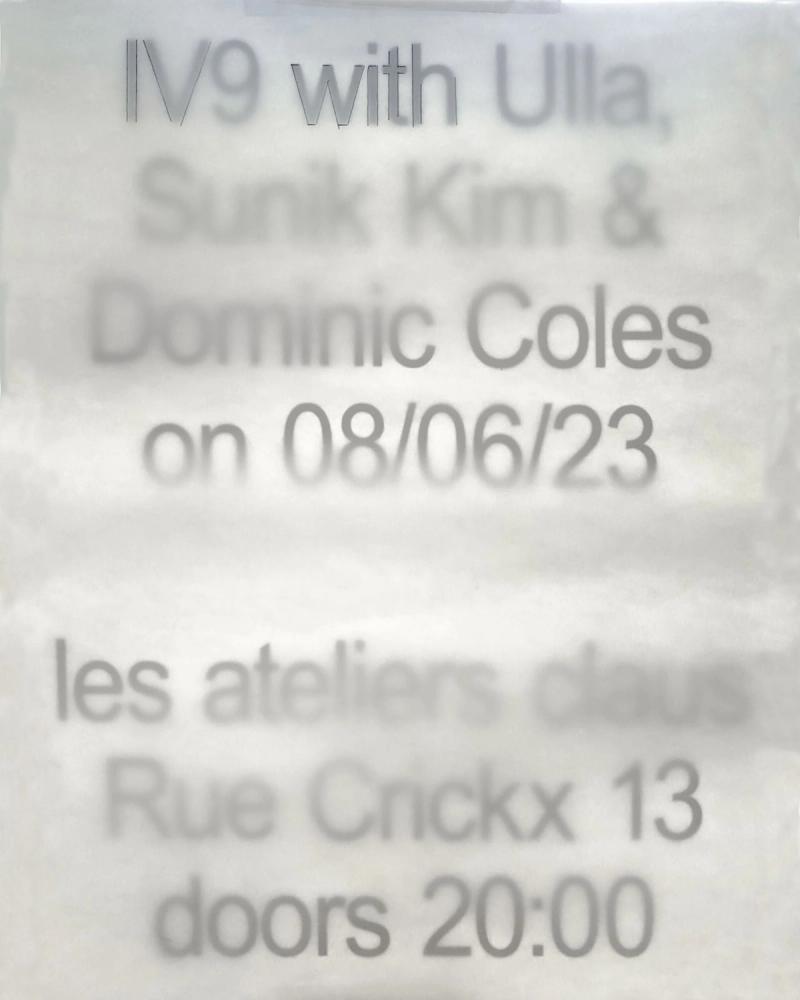 IV9 with Ulla,
Sunik Kim &
Dominic Coles
on 08/06/23
les ateliers claus
Rue Crickx 13
doors 20:00